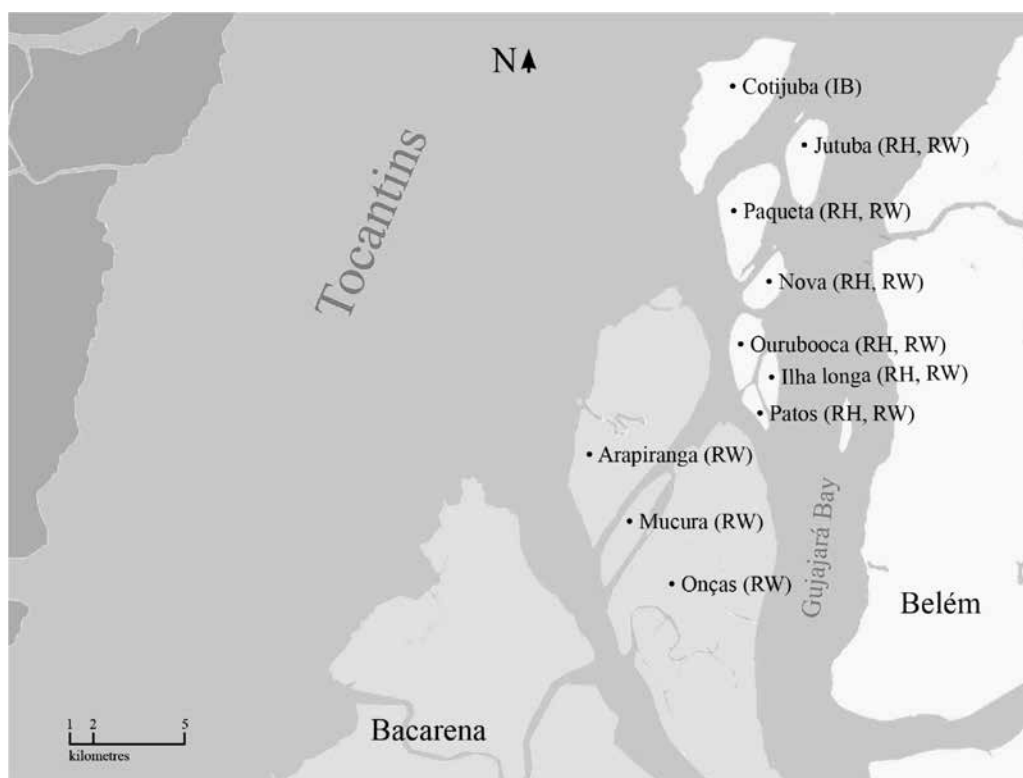 N
Cotijuba (IB)
Jutuba (RH, RW)
Paqueta (RH, RW)
Tocantins
Nova (RH, RW)
Ourubooca (RH, RW)
Ilha longa (RH, RW)
Patos (RH, RW)
Arapiranga (RW)
Mucura (RW)
Gujajará Bay
Onças (RW)
Belém
1 2 5
kilometres
Bacarena